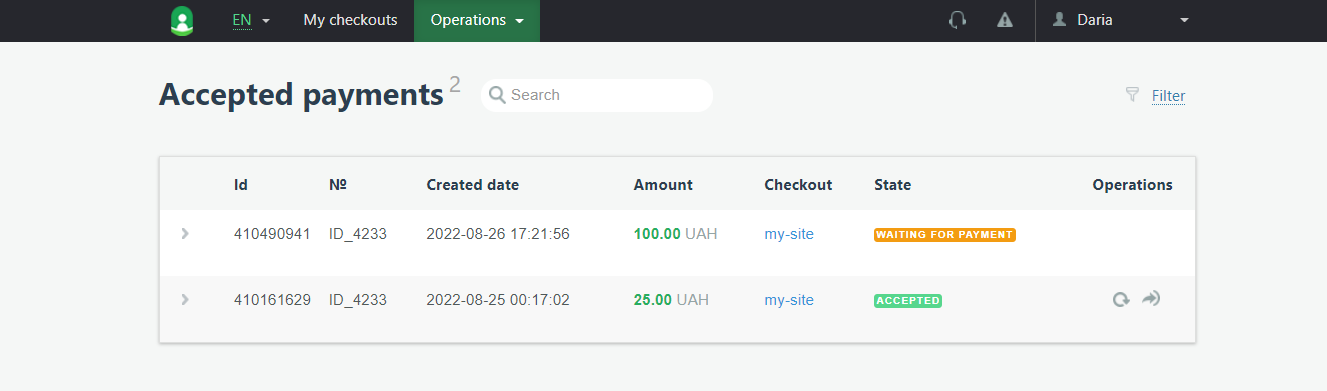 EN My checkouts Operations Daria
Accepted payments 2 Search Filter
Id № Created date Amount Checkout State Operations
410490941 ID_4233 2022-08-26 17:21:56 100.00 UAH my-site WAITING FOR PAYMENT
410161629 ID_4233 2022-08-25 00:17:02 25.00 UAH my-site ACCEPTED